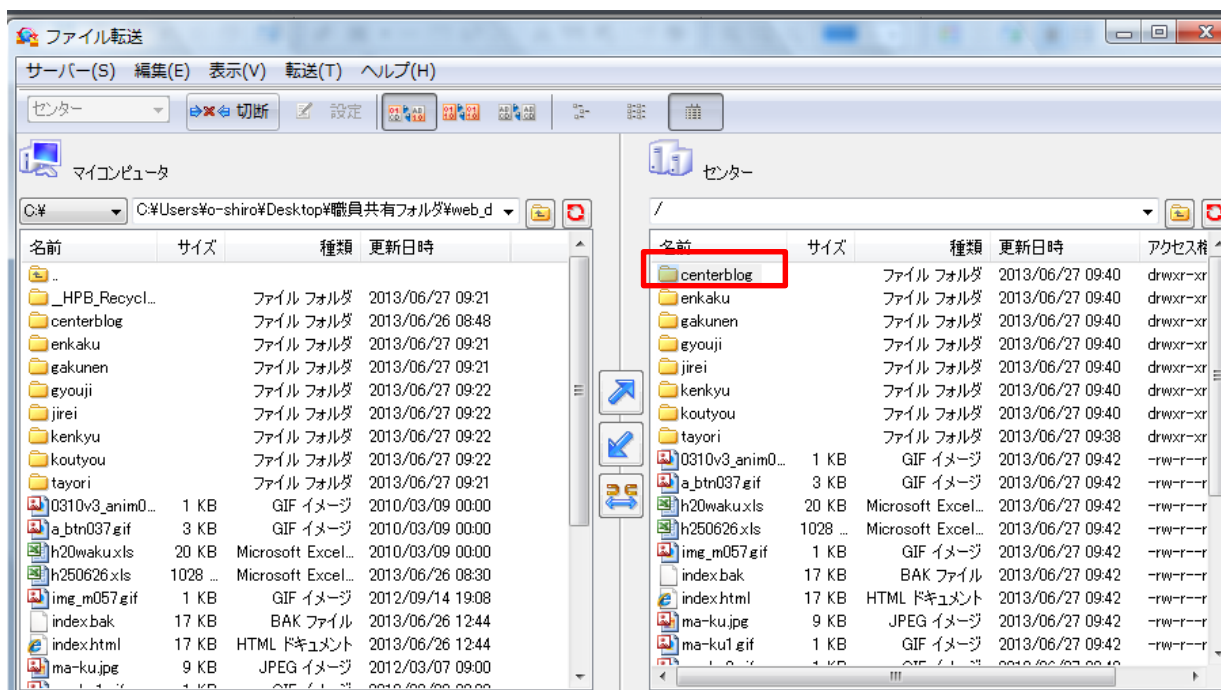 ファイル転送
サーバー(S) 編集(E) 表示(V) 転送(T) ヘルプ(H)
センター 切断 設定
マイコンピュータ
C:¥ C:¥Users¥o-shiro¥Desktop¥職員共有フォルダ¥web_d
名前 サイズ 種類 更新日時
..
_HPB_Recycl... ファイル フォルダ 2013/06/27 09:21
centerblog ファイル フォルダ 2013/06/26 08:48
enkaku ファイル フォルダ 2013/06/27 09:21
gakunen ファイル フォルダ 2013/06/27 09:21
gyouji ファイル フォルダ 2013/06/27 09:22
jirei ファイル フォルダ 2013/06/27 09:22
kenkyu ファイル フォルダ 2013/06/27 09:22
koutyou ファイル フォルダ 2013/06/27 09:22
tayori ファイル フォルダ 2013/06/27 09:21
0310v3_anim0... 1 KB GIF イメージ 2010/03/09 00:00
a_btn037.gif 3 KB GIF イメージ 2010/03/09 00:00
h20waku.xls 20 KB Microsoft Excel... 2010/03/09 00:00
h250626.xls 1028 ... Microsoft Excel... 2013/06/26 08:30
img_m057.gif 1 KB GIF イメージ 2012/09/14 19:08
index.bak 17 KB BAK ファイル 2013/06/26 12:44
index.html 17 KB HTML ドキュメント 2013/06/26 12:44
ma-ku.jpg 9 KB JPEG イメージ 2012/03/07 09:00
センター
/
名前 サイズ 種類 更新日時 アクセス権
centerblog ファイル フォルダ 2013/06/27 09:40 drwxr-xr
enkaku ファイル フォルダ 2013/06/27 09:40 drwxr-xr
gakunen ファイル フォルダ 2013/06/27 09:40 drwxr-xr
gyouji ファイル フォルダ 2013/06/27 09:40 drwxr-xr
jirei ファイル フォルダ 2013/06/27 09:40 drwxr-xr
kenkyu ファイル フォルダ 2013/06/27 09:40 drwxr-xr
koutyou ファイル フォルダ 2013/06/27 09:40 drwxr-xr
tayori ファイル フォルダ 2013/06/27 09:38 drwxr-xr
0310v3_anim0... 1 KB GIF イメージ 2013/06/27 09:42 -rw-r--r
a_btn037.gif 3 KB GIF イメージ 2013/06/27 09:42 -rw-r--r
h20waku.xls 20 KB Microsoft Excel... 2013/06/27 09:42 -rw-r--r
h250626.xls 1028 ... Microsoft Excel... 2013/06/27 09:42 -rw-r--r
img_m057.gif 1 KB GIF イメージ 2013/06/27 09:42 -rw-r--r
index.bak 17 KB BAK ファイル 2013/06/27 09:42 -rw-r--r
index.html 17 KB HTML ドキュメント 2013/06/27 09:42 -rw-r--r
ma-ku.jpg 9 KB JPEG イメージ 2013/06/27 09:42 -rw-r--r
ma-ku1.gif 1 KB GIF イメージ 2013/06/27 09:42 -rw-r--r